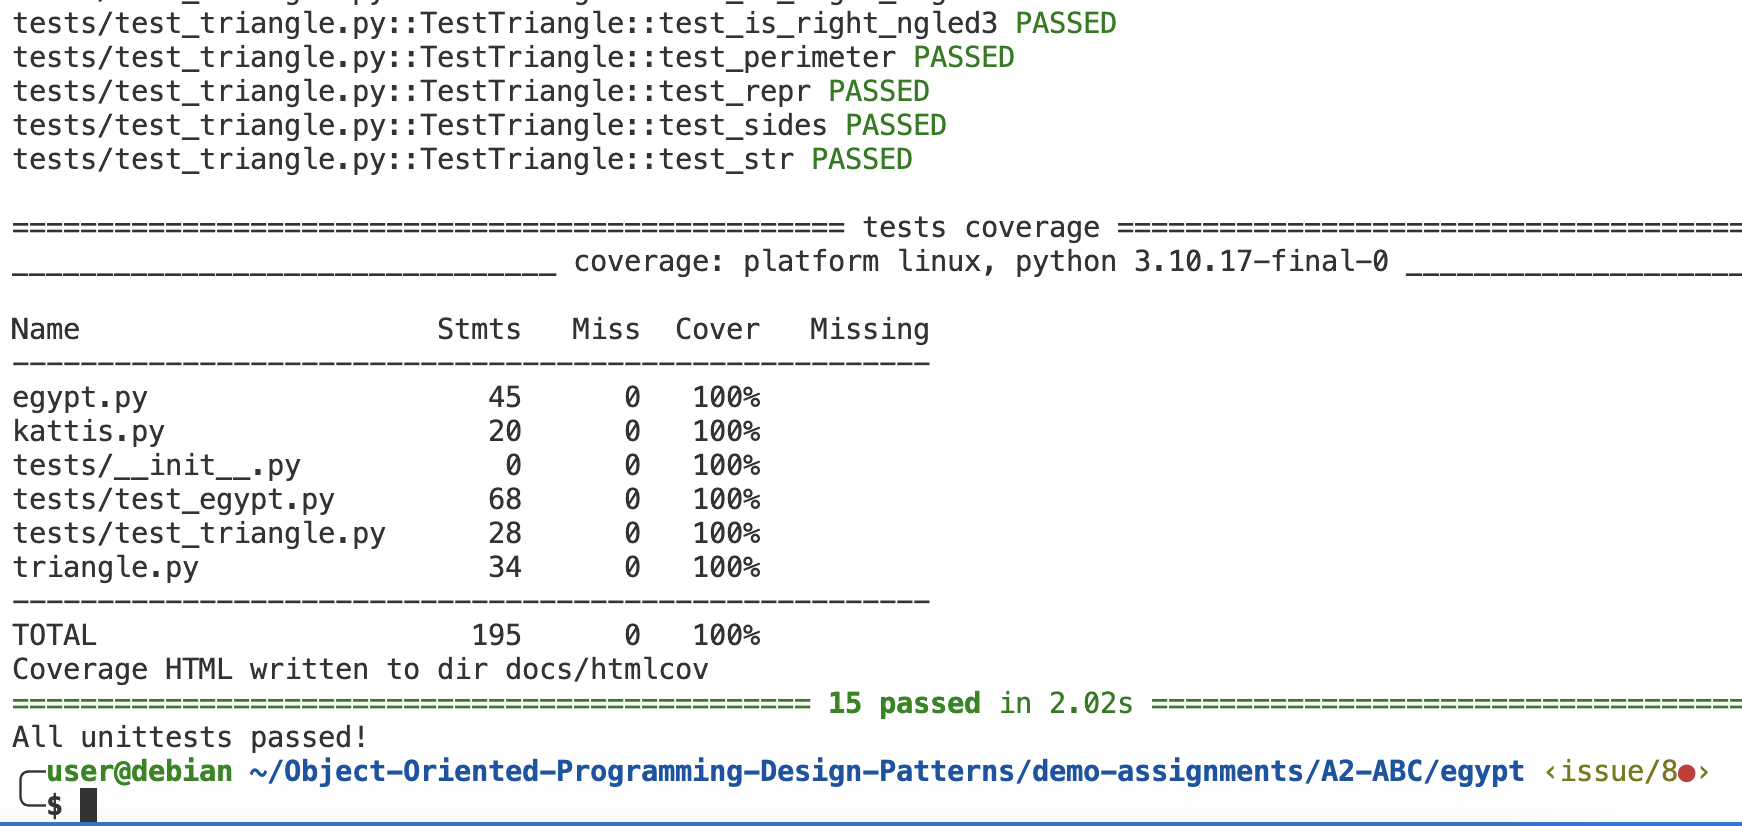 tests/test_triangle.py::TestTriangle::test_is_right_ngled3 PASSED
tests/test_triangle.py::TestTriangle::test_perimeter PASSED
tests/test_triangle.py::TestTriangle::test_repr PASSED
tests/test_triangle.py::TestTriangle::test_sides PASSED
tests/test_triangle.py::TestTriangle::test_str PASSED
================================================= tests coverage =====================================
________________________________ coverage: platform linux, python 3.10.17-final-0 ____________________
Name                     Stmts   Miss  Cover   Missing
------------------------------------------------------
egypt.py                    45      0   100%
kattis.py                   20      0   100%
tests/__init__.py            0      0   100%
tests/test_egypt.py         68      0   100%
tests/test_triangle.py      28      0   100%
triangle.py                 34      0   100%
------------------------------------------------------
TOTAL                      195      0   100%
Coverage HTML written to dir docs/htmlcov
=============================================== 15 passed in 2.02s ===================================
All unittests passed!
╭─user@debian ~/Object-Oriented-Programming-Design-Patterns/demo-assignments/A2-ABC/egypt ‹issue/8●›
╰─$